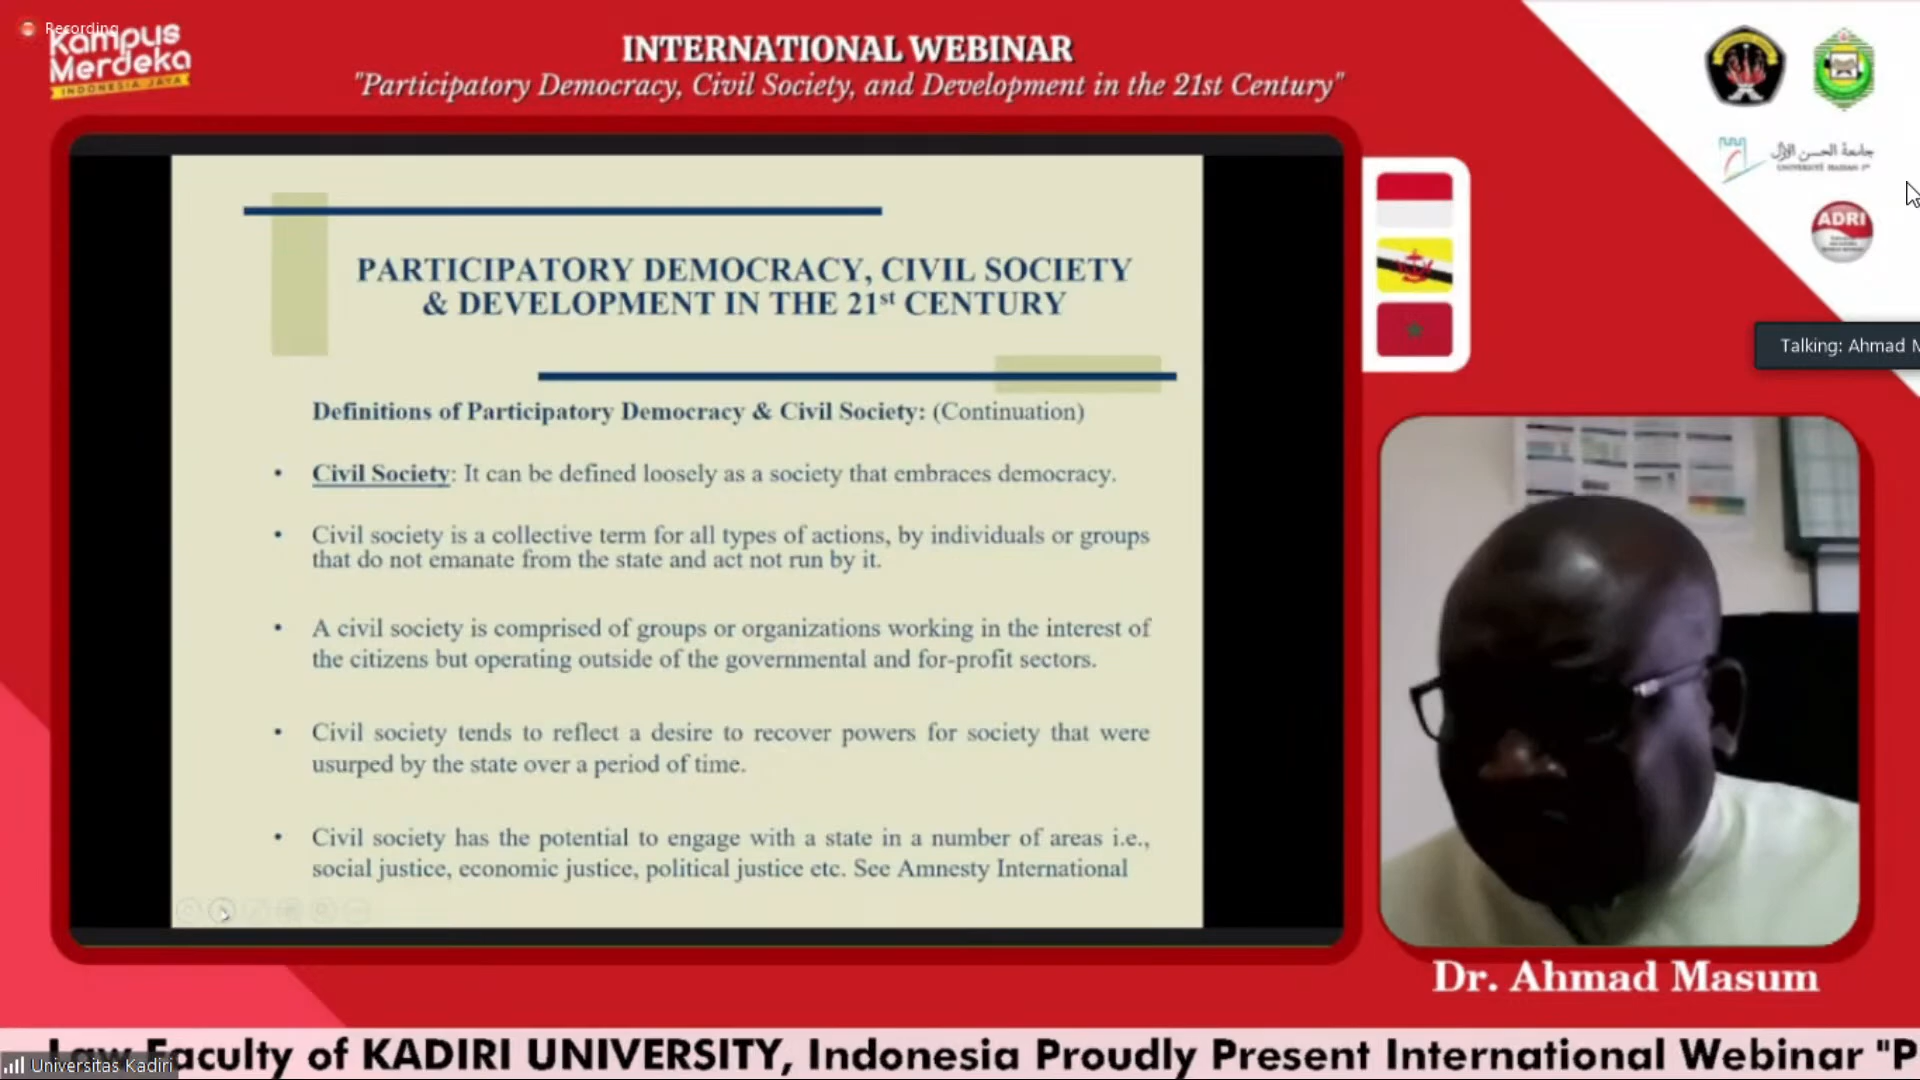 Recording
Kampus
Merdeka
INDONESIA JAYA
INTERNATIONAL WEBINAR
"Participatory Democracy, Civil Society, and Development in the 21st Century"
جامعة الحسن الأول
UNIVERSITÉ HASSAN 1er
ADRI
PARTICIPATORY DEMOCRACY, CIVIL SOCIETY
& DEVELOPMENT IN THE 21st CENTURY
Talking: Ahmad M
Definitions of Participatory Democracy & Civil Society: (Continuation)
• Civil Society: It can be defined loosely as a society that embraces democracy.
• Civil society is a collective term for all types of actions, by individuals or groups
that do not emanate from the state and act not run by it.
• A civil society is comprised of groups or organizations working in the interest of
the citizens but operating outside of the governmental and for-profit sectors.
• Civil society tends to reflect a desire to recover powers for society that were
usurped by the state over a period of time.
• Civil society has the potential to engage with a state in a number of areas i.e.,
social justice, economic justice, political justice etc. See Amnesty International
Dr. Ahmad Masum
Law Faculty of KADIRI UNIVERSITY, Indonesia Proudly Present International Webinar "P
Universitas Kadiri